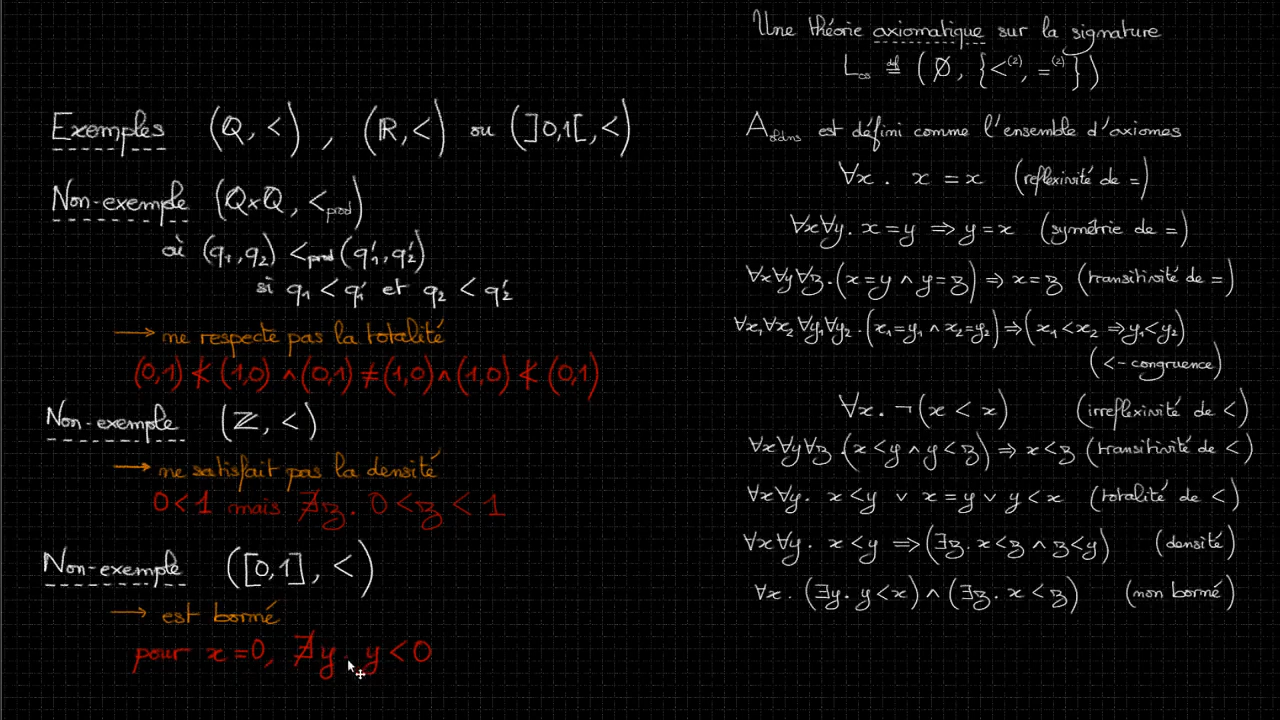 Exemples (Q, <) , (R, <) ou (]0,1[, <)
Non-exemple (Q×Q, <prod)
où (q1, q2) <prod (q'1, q'2)
si q1 < q'1 et q2 < q'2
→ ne respecte pas la totalité
(0,1) ≮ (1,0) ∧ (0,1) ≠ (1,0) ∧ (1,0) ≮ (0,1)
Non-exemple (ℤ, <)
→ ne satisfait pas la densité
0 < 1 mais ∄z. 0 < z < 1
Non-exemple ([0,1], <)
→ est borné
pour x = 0, ∄y. y < 0
Une théorie axiomatique sur la signature
L ≝ (∅, {<⁽²⁾, =⁽²⁾})
A est défini comme l'ensemble d'axiomes
∀x. x = x (reflexivité de =)
∀x∀y. x = y ⇒ y = x (symétrie de =)
∀x∀y∀z. (x = y ∧ y = z) ⇒ x = z (transitivité de =)
∀x1∀x2 ∀y1∀y2. (x1 = y1 ∧ x2 = y2) ⇒ (x1 < x2 ⇒ y1 < y2)
(<-congruence)
∀x. ¬(x < x) (irreflexivité de <)
∀x∀y∀z. (x < y ∧ y < z) ⇒ x < z (transitivité de <)
∀x∀y. x < y ∨ x = y ∨ y < x (totalité de <)
∀x∀y. x < y ⇒ (∃z. x < z ∧ z < y) (densité)
∀x. (∃y. y < x) ∧ (∃z. x < z) (non borné)